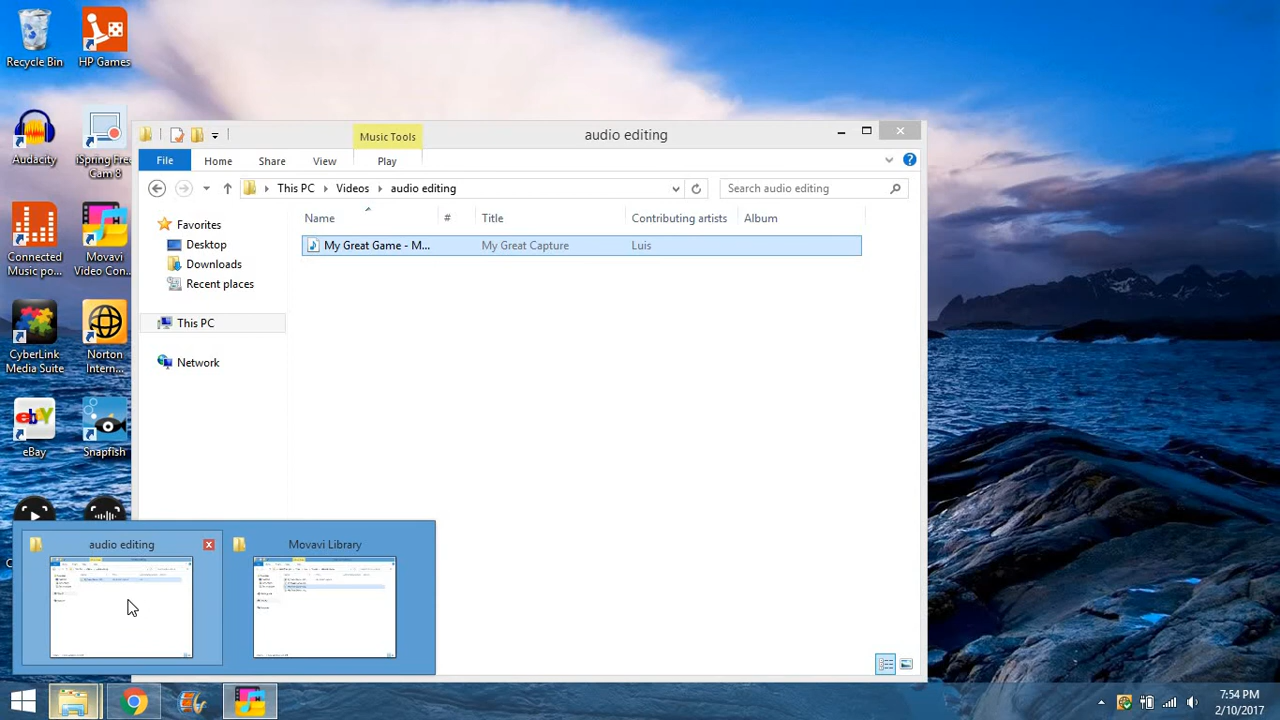 Recycle Bin
HP Games
Audacity
iSpring Free
Cam 8
Connected
Music po...
Movavi
Video Con...
CyberLink
Media Suite
Norton
Intern...
eBay
Snapfish
Music Tools
audio editing
File
Home
Share
View
Play
This PC
Videos
audio editing
Search audio editing
Favorites
Desktop
Downloads
Recent places
This PC
Network
Name
#
Title
Contributing artists
Album
My Great Game - M...
My Great Capture
Luis
audio editing
Movavi Library
7:54 PM
2/10/2017